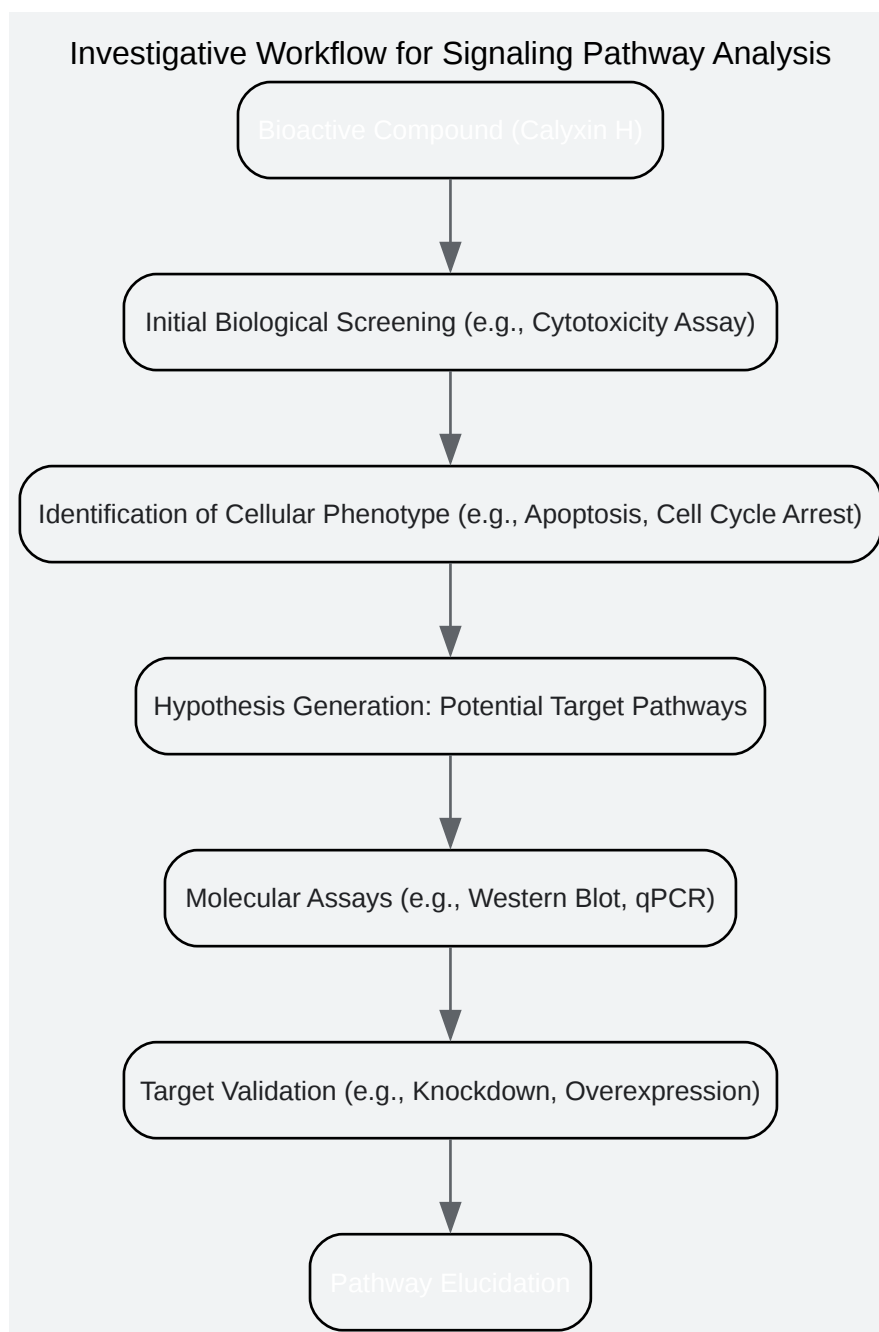 Investigative Workflow for Signaling Pathway Analysis
Bioactive Compound (Calyxin H)
Initial Biological Screening (e.g., Cytotoxicity Assay)
Identification of Cellular Phenotype (e.g., Apoptosis, Cell Cycle Arrest)
Hypothesis Generation: Potential Target Pathways
Molecular Assays (e.g., Western Blot, qPCR)
Target Validation (e.g., Knockdown, Overexpression)
Pathway Elucidation